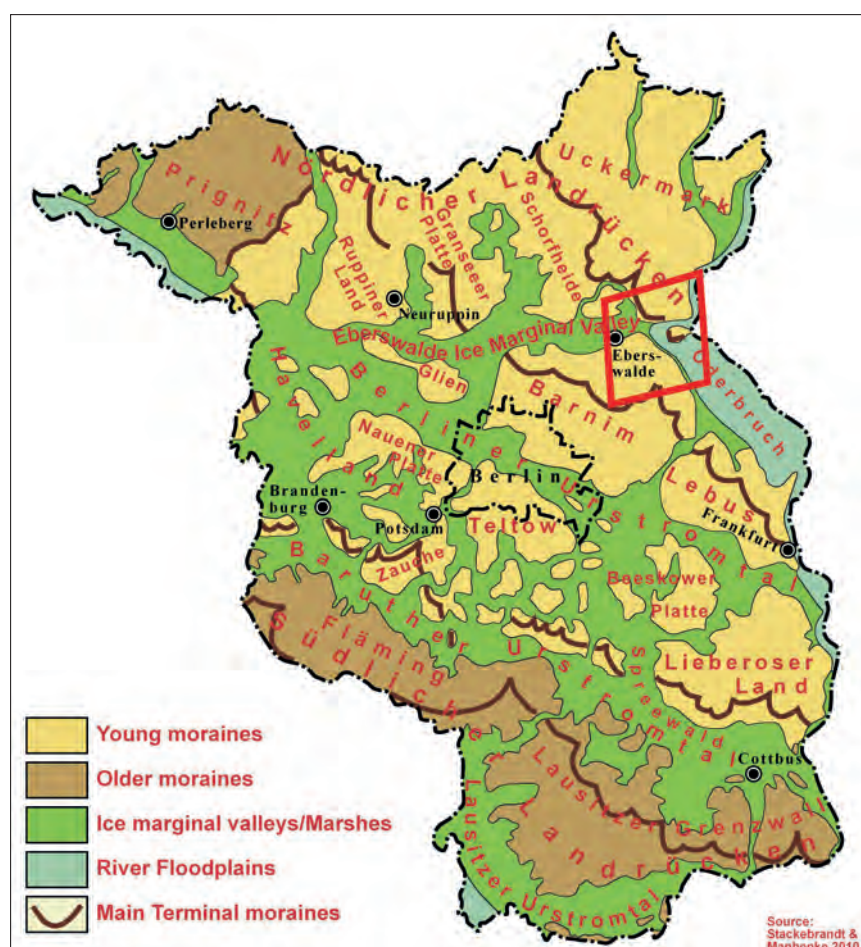 Nördlicher Landrücken
Uckermark
Prignitz
Perleberg
Ruppiner
Land
Granseer
Platte
Schorfheide
Neuruppin
Eberswalde Ice Marginal Valley
Ebers-
walde
Oderbruch
Glien
Barnim
Havelland
Berliner Urstromtal
Nauener
Platte
Berlin
Lebus
Branden-
burg
Potsdam
Teltow
Frankfurt
Zauche
Beeskower
Platte
Baruther Urstromtal
Fläming
Südlicher Landrücken
Spreewald
Lieberoser
Land
Cottbus
Lausitzer Grenzwall
Lausitzer Urstromtal
Young moraines
Older moraines
Ice marginal valleys/Marshes
River Floodplains
Main Terminal moraines
Source:
Stackebrandt &